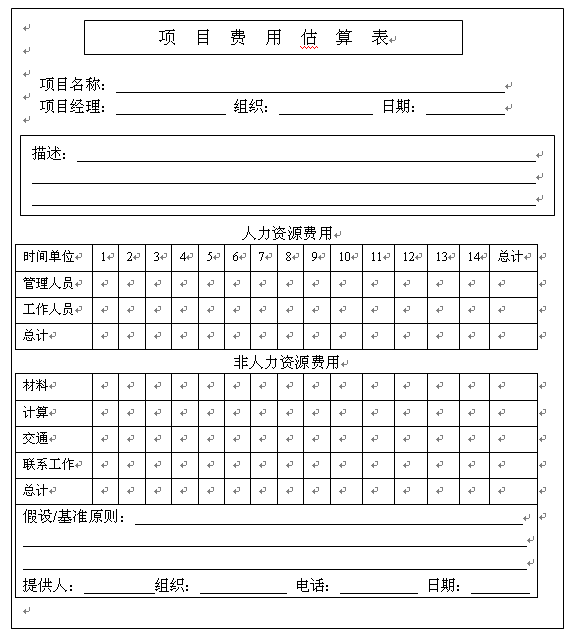 项 目 费 用 估 算 表
项目名称：
项目经理： 组织： 日期：
描述：
人力资源费用
时间单位 1 2 3 4 5 6 7 8 9 10 11 12 13 14 总计
管理人员
工作人员
总计
非人力资源费用
材料
计算
交通
联系工作
总计
假设/基准原则：
提供人： 组织： 电话： 日期：